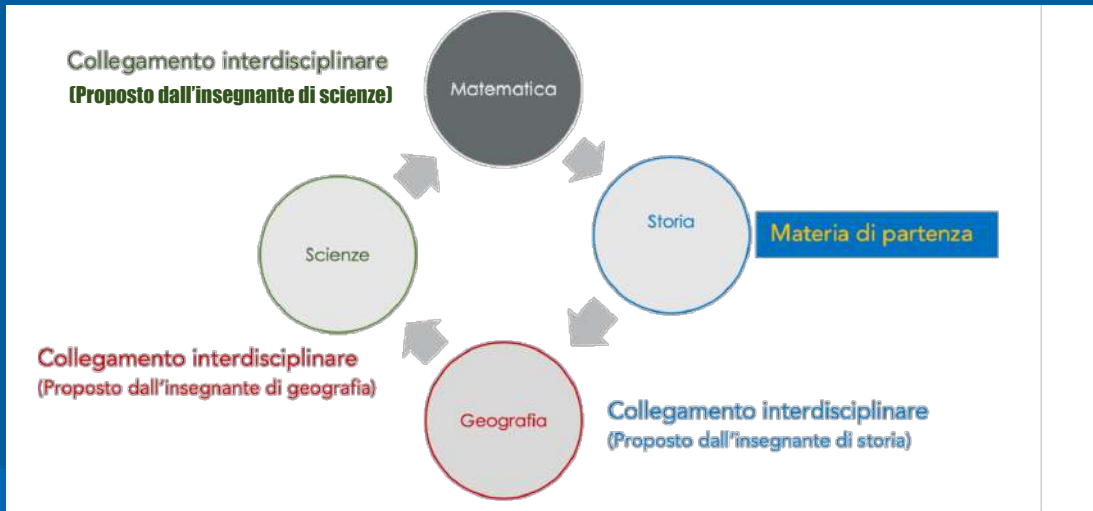 Collegamento interdisciplinare
(Proposto dall'insegnante di scienze)
Matematica
Storia
Materia di partenza
Scienze
Collegamento interdisciplinare
(Proposto dall'insegnante di geografia)
Geografia
Collegamento interdisciplinare
(Proposto dall'insegnante di storia)